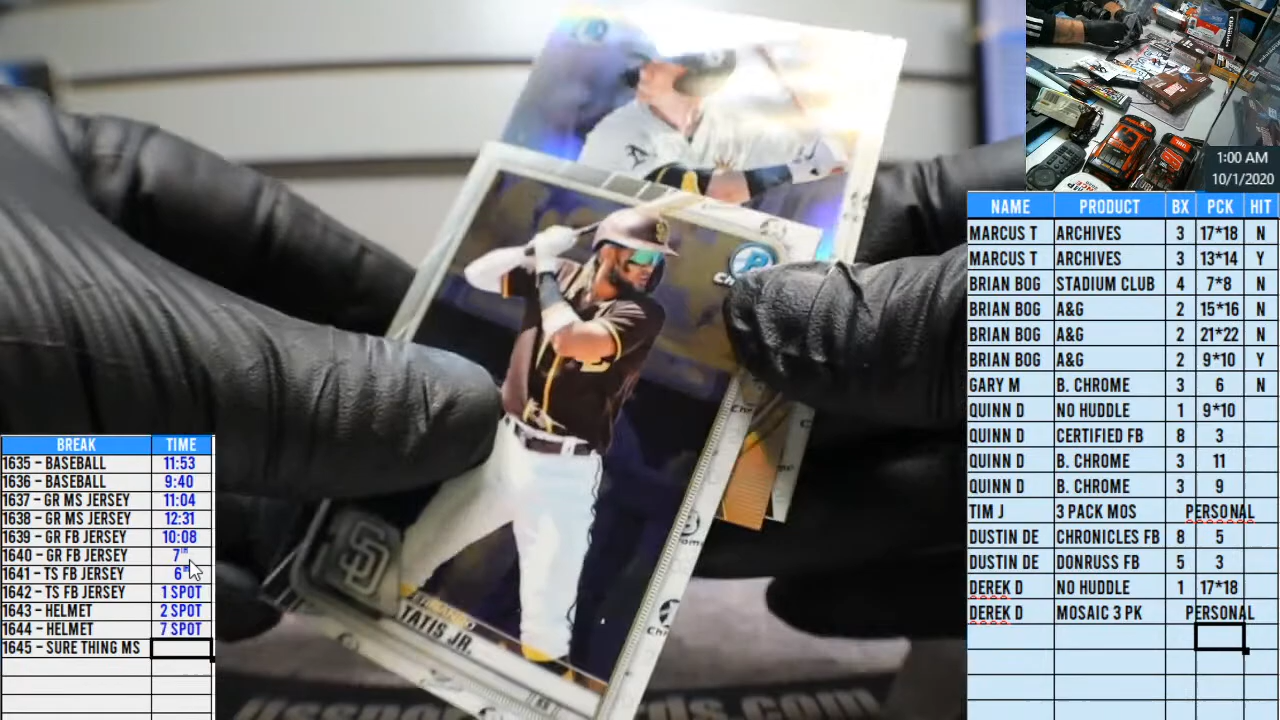 1:00 AM
10/1/2020
NAME PRODUCT BX PCK HIT
MARCUS T ARCHIVES 3 17*18 N
MARCUS T ARCHIVES 3 13*14 Y
BRIAN BOG STADIUM CLUB 4 7*8 N
BRIAN BOG A&G 2 15*16 N
BRIAN BOG A&G 2 21*22 N
BRIAN BOG A&G 2 9*10 Y
GARY M B. CHROME 3 6 N
QUINN D NO HUDDLE 1 9*10
QUINN D CERTIFIED FB 8 3
QUINN D B. CHROME 3 11
QUINN D B. CHROME 3 9
TIM J 3 PACK MOS PERSONAL
DUSTIN DE CHRONICLES FB 8 5
DUSTIN DE DONRUSS FB 5 3
DEREK D NO HUDDLE 1 17*18
DEREK D MOSAIC 3 PK PERSONAL
BREAK TIME
1635 – BASEBALL 11:53
1636 – BASEBALL 9:40
1637 – GR MS JERSEY 11:04
1638 – GR MS JERSEY 12:31
1639 – GR FB JERSEY 10:08
1640 – GR FB JERSEY 7TH
1641 – TS FB JERSEY 6TH
1642 – TS FB JERSEY 1 SPOT
1643 – HELMET 2 SPOT
1644 – HELMET 7 SPOT
1645 – SURE THING MS
SD
TATIS JR.